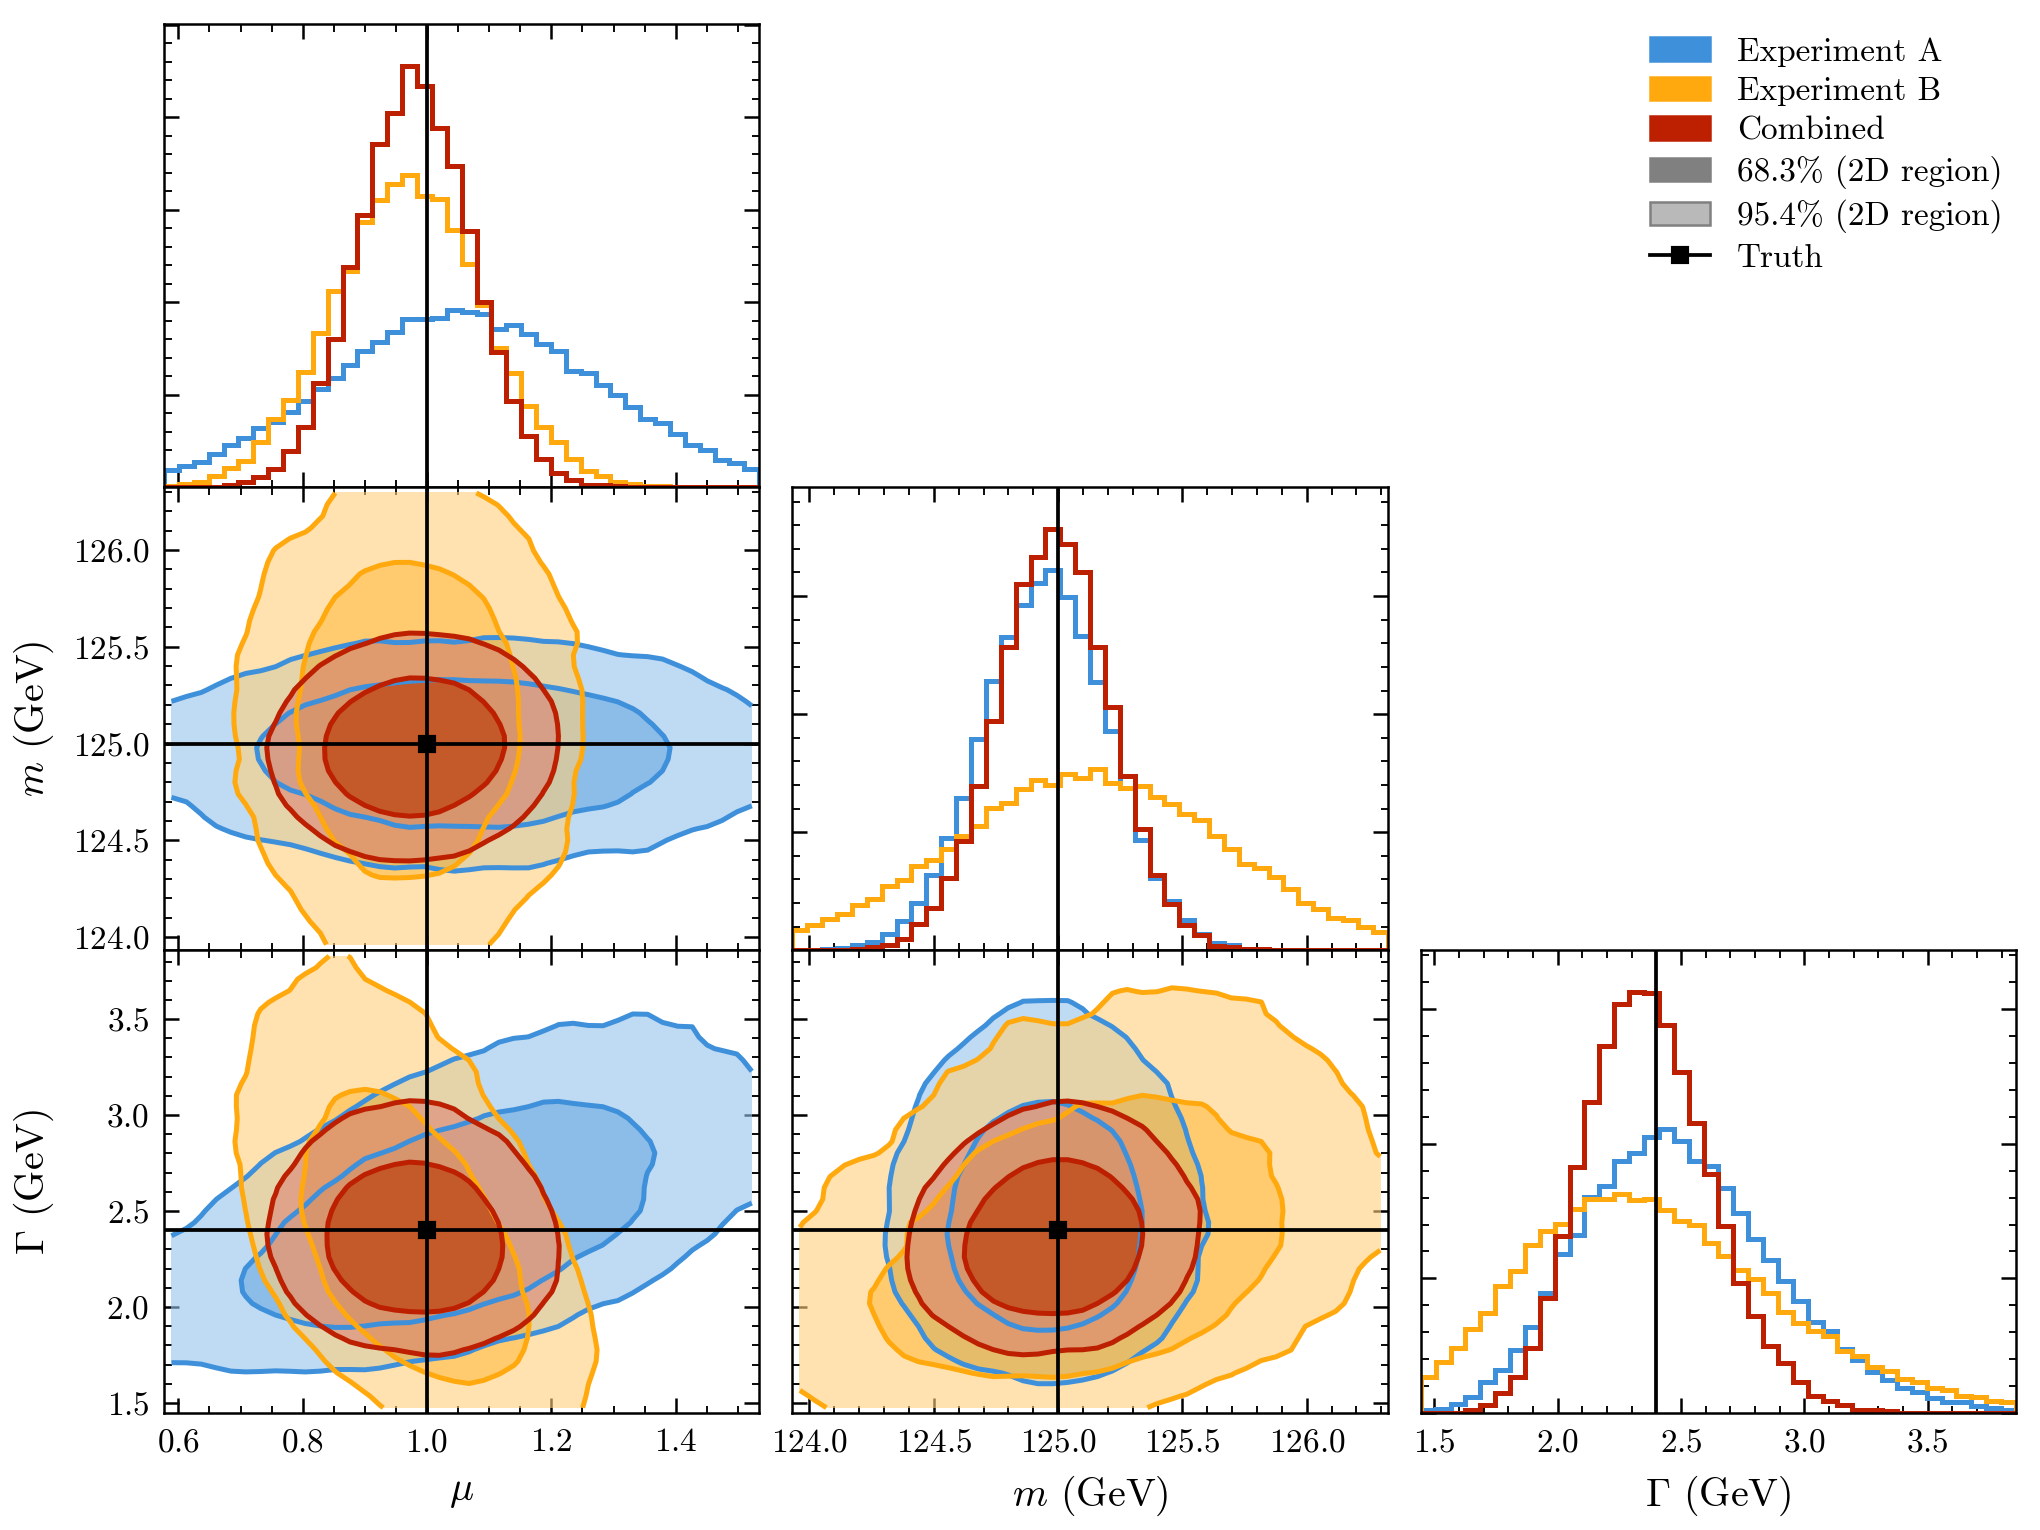 Experiment A
Experiment B
Combined
68.3% (2D region)
95.4% (2D region)
Truth
126.0
125.5
125.0
124.5
124.0
m (GeV)
3.5
3.0
2.5
2.0
1.5
Γ (GeV)
0.6 0.8 1.0 1.2 1.4
μ
124.0 124.5 125.0 125.5 126.0
m (GeV)
1.5 2.0 2.5 3.0 3.5
Γ (GeV)